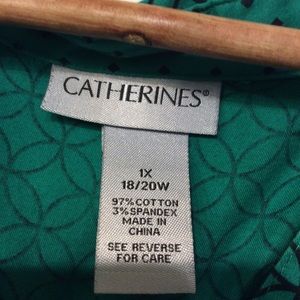 CATHERINES®
1X
18/20W
97% COTTON
3% SPANDEX
MADE IN
CHINA
SEE REVERSE
FOR CARE